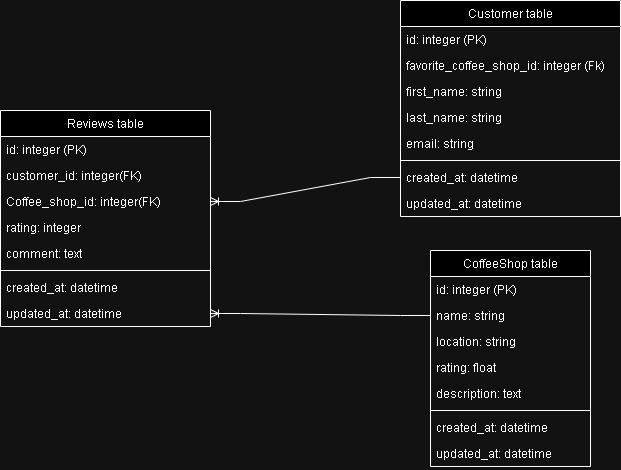 Customer table
id: integer (PK)
favorite_coffee_shop_id: integer (Fk)
first_name: string
last_name: string
email: string
created_at: datetime
updated_at: datetime
Reviews table
id: integer (PK)
customer_id: integer(FK)
Coffee_shop_id: integer(FK)
rating: integer
comment: text
created_at: datetime
updated_at: datetime
CoffeeShop table
id: integer (PK)
name: string
location: string
rating: float
description: text
created_at: datetime
updated_at: datetime